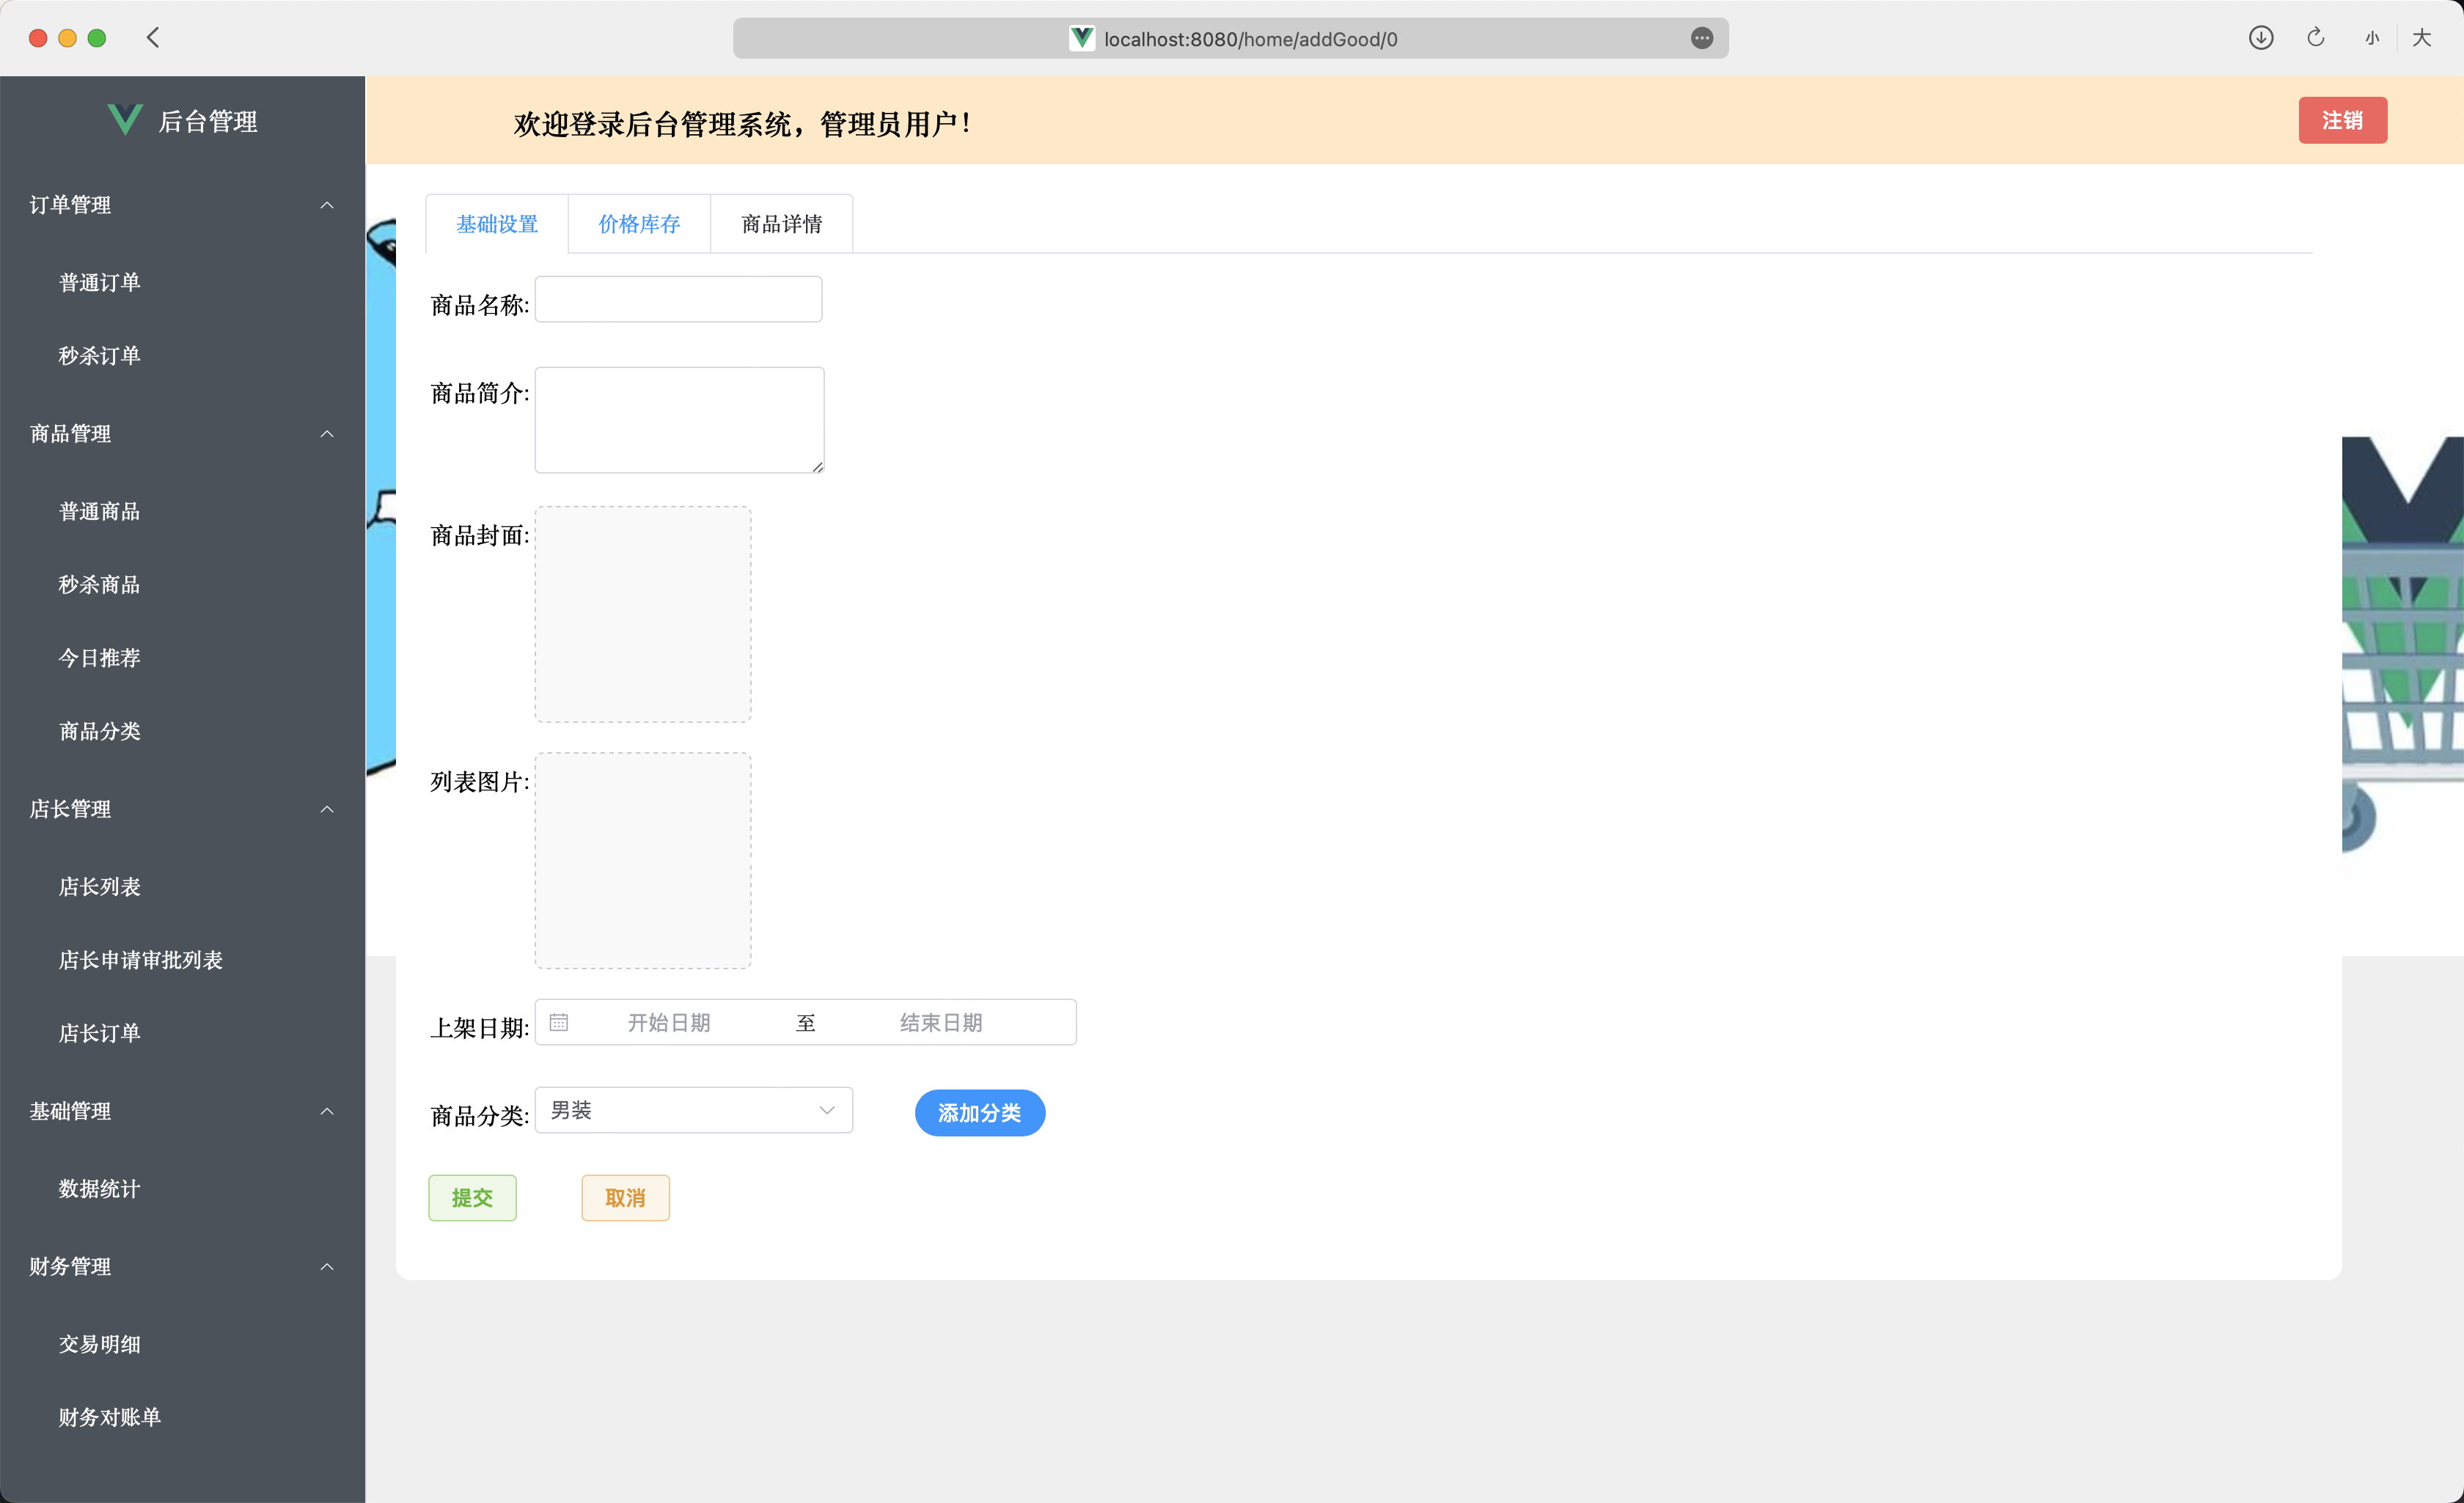 localhost:8080/home/addGood/0
小 大
后台管理
欢迎登录后台管理系统，管理员用户！
注销
订单管理
普通订单
秒杀订单
商品管理
普通商品
秒杀商品
今日推荐
商品分类
店长管理
店长列表
店长申请审批列表
店长订单
基础管理
数据统计
财务管理
交易明细
财务对账单
基础设置 价格库存 商品详情
商品名称:
商品简介:
商品封面:
列表图片:
上架日期: 开始日期 至 结束日期
商品分类: 男装 添加分类
提交 取消